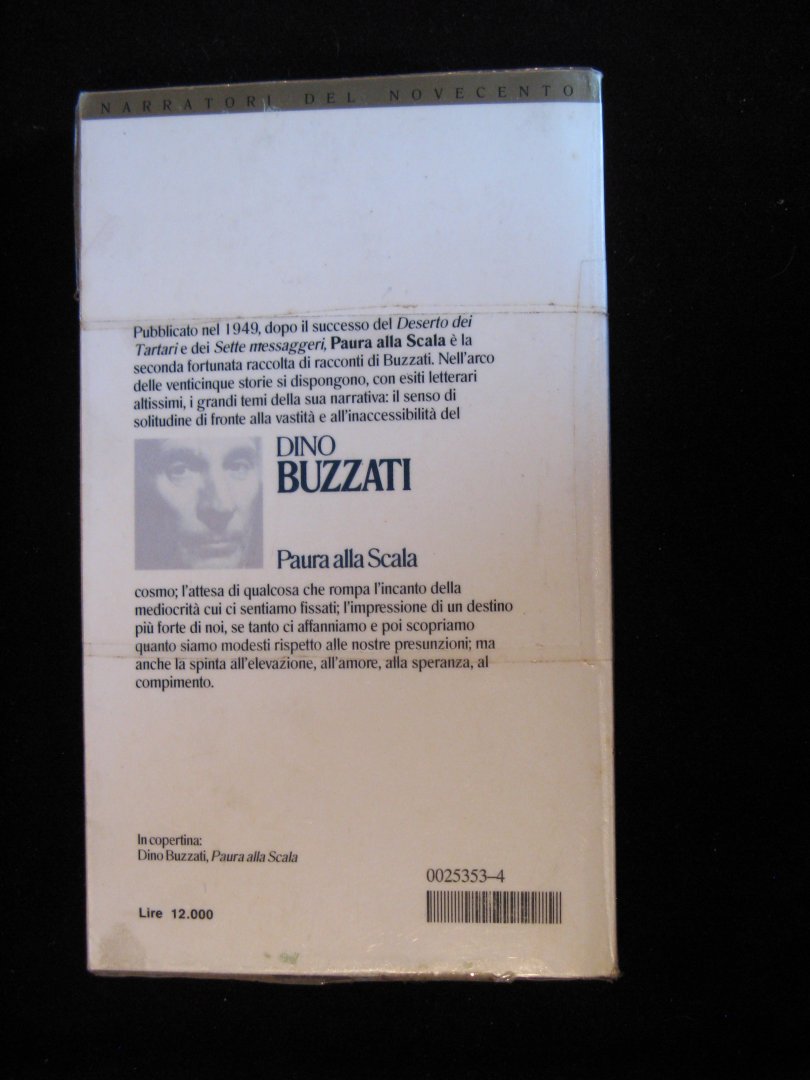 NARRATORI DEL NOVECENTO
Pubblicato nel 1949, dopo il successo del Deserto dei
Tartari e dei Sette messaggeri, Paura alla Scala è la
seconda fortunata raccolta di racconti di Buzzati. Nell'arco
delle venticinque storie si dispongono, con esiti letterari
altissimi, i grandi temi della sua narrativa: il senso di
solitudine di fronte alla vastità e all'inaccessibilità del
DINO
BUZZATI
Paura alla Scala
cosmo; l'attesa di qualcosa che rompa l'incanto della
mediocrità cui ci sentiamo fissati; l'impressione di un destino
più forte di noi, se tanto ci affanniamo e poi scopriamo
quanto siamo modesti rispetto alle nostre presunzioni; ma
anche la spinta all'elevazione, all'amore, alla speranza, al
compimento.
In copertina:
Dino Buzzati, Paura alla Scala
0025353-4
Lire 12.000